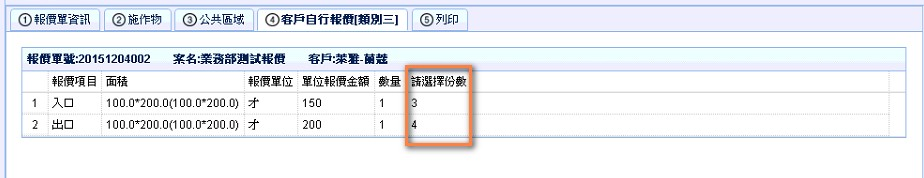 ①報價單資訊 ②施作物 ③公共區域 ④客戶自行報價[類別三] ⑤列印
報價單號:20151204002 案名:業務部測試報價 客戶:萊雅-蘭蔻
報價項目 面積 報價單位 單位報價金額 數量 請選擇份數
1 入口 100.0*200.0(100.0*200.0) 才 150 1 3
2 出口 100.0*200.0(100.0*200.0) 才 200 1 4